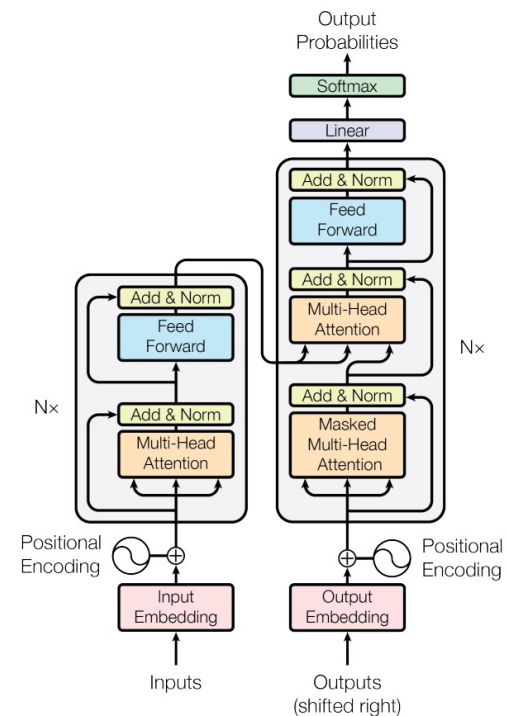 Output
Probabilities
Softmax
Linear
Add & Norm
Feed
Forward
Add & Norm
Multi-Head
Attention
Nx
Add & Norm
Masked
Multi-Head
Attention
Add & Norm
Feed
Forward
Nx
Add & Norm
Multi-Head
Attention
Positional
Encoding
Positional
Encoding
Input
Embedding
Output
Embedding
Inputs
Outputs
(shifted right)